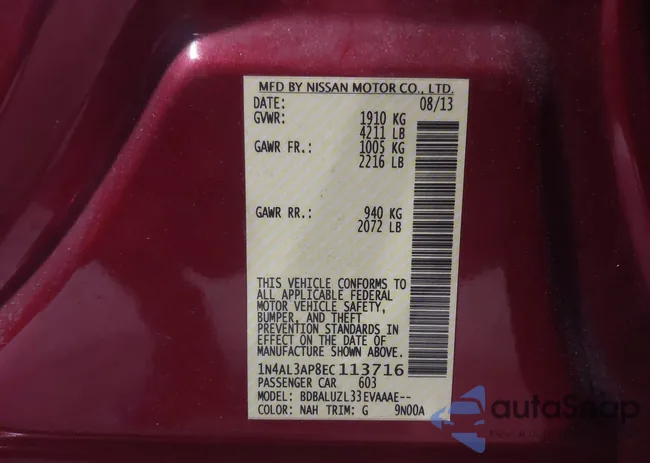 MFD BY NISSAN MOTOR CO., LTD.
DATE: 08/13
GVWR: 1910 KG
4211 LB
GAWR FR.: 1005 KG
2216 LB
GAWR RR.: 940 KG
2072 LB
THIS VEHICLE CONFORMS TO
ALL APPLICABLE FEDERAL
MOTOR VEHICLE SAFETY,
BUMPER, AND THEFT
PREVENTION STANDARDS IN
EFFECT ON THE DATE OF
MANUFACTURE SHOWN ABOVE.
1N4AL3AP8EC113716
PASSENGER CAR 603
MODEL: BDBALUZL33EVAAAE--
COLOR: NAH TRIM: G 9N00A
autoSnap